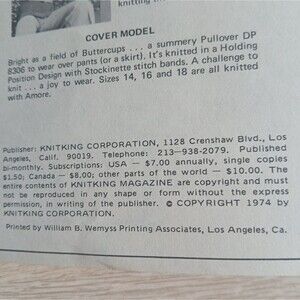 knitting
COVER MODEL
Bright as a field of Buttercups . . . a summery Pullover DP
8306 to wear over pants (or a skirt). It's knitted in a Holding
Position Design with Stockinette stitch bands. A challenge to
knit . . . a joy to wear. Sizes 14, 16 and 18 are all knitted
with Amore.
Publisher: KNITKING CORPORATION, 1128 Crenshaw Blvd., Los
Angeles, Calif. 90019. Telephone: 213-938-2079. Published
bi-monthly. Subscriptions: USA — $7.00 annually, single copies
$1.50; Canada — $8.00; other parts of the world — $10.00. The
entire contents of KNITKING MAGAZINE are copyright and must
not be reproduced in any shape or form without the express
permission, in writing of the publisher. © COPYRIGHT 1974 by
KNITKING CORPORATION.
Printed by William B. Wemyss Printing Associates, Los Angeles, Ca.